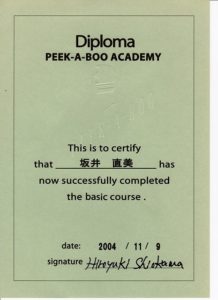 Diploma
PEEK-A-BOO ACADEMY
This is to certify
that 坂井 直美 has
now successfully completed
the basic course .
date: 2004 / 11 / 9
signature Hiroyuki Shiokawa